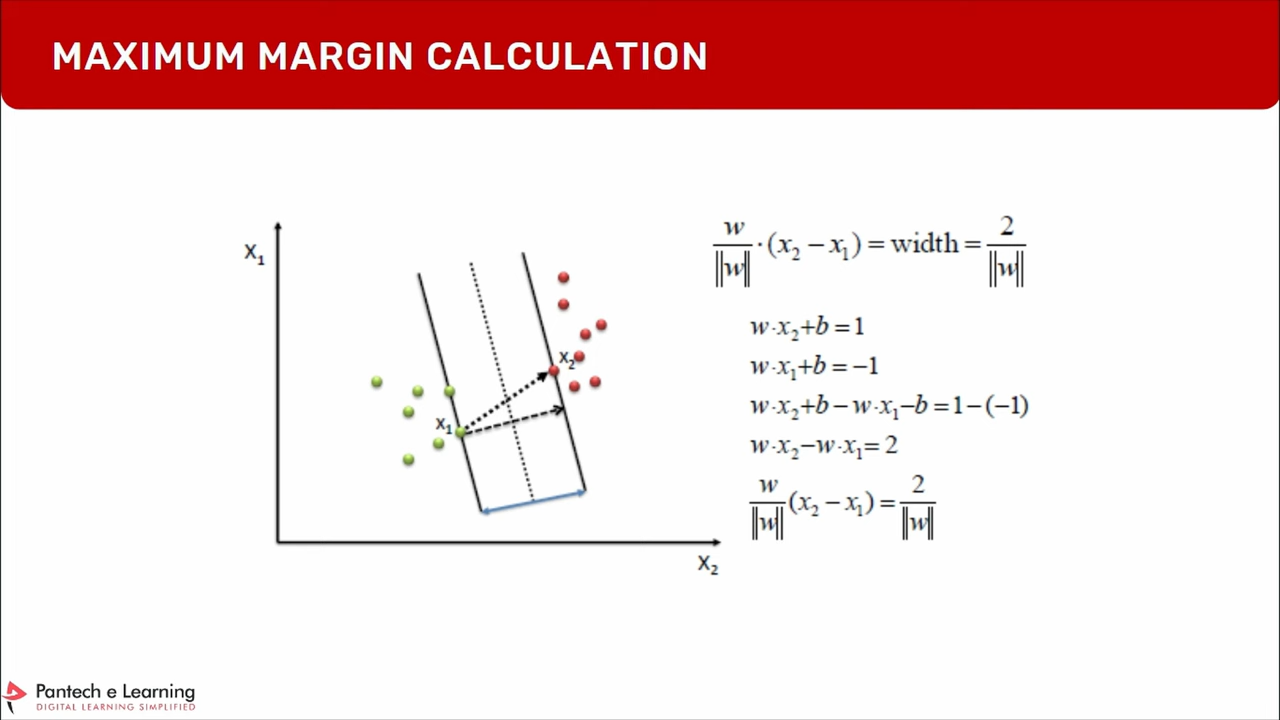 MAXIMUM MARGIN CALCULATION
X₁
X₂
x₁
x₂
w/‖w‖ · (x₂ − x₁) = width = 2/‖w‖
w·x₂+b = 1
w·x₁+b = −1
w·x₂+b − w·x₁−b = 1−(−1)
w·x₂−w·x₁= 2
w/‖w‖ (x₂ − x₁) = 2/‖w‖
Pantech e Learning
DIGITAL LEARNING SIMPLIFIED